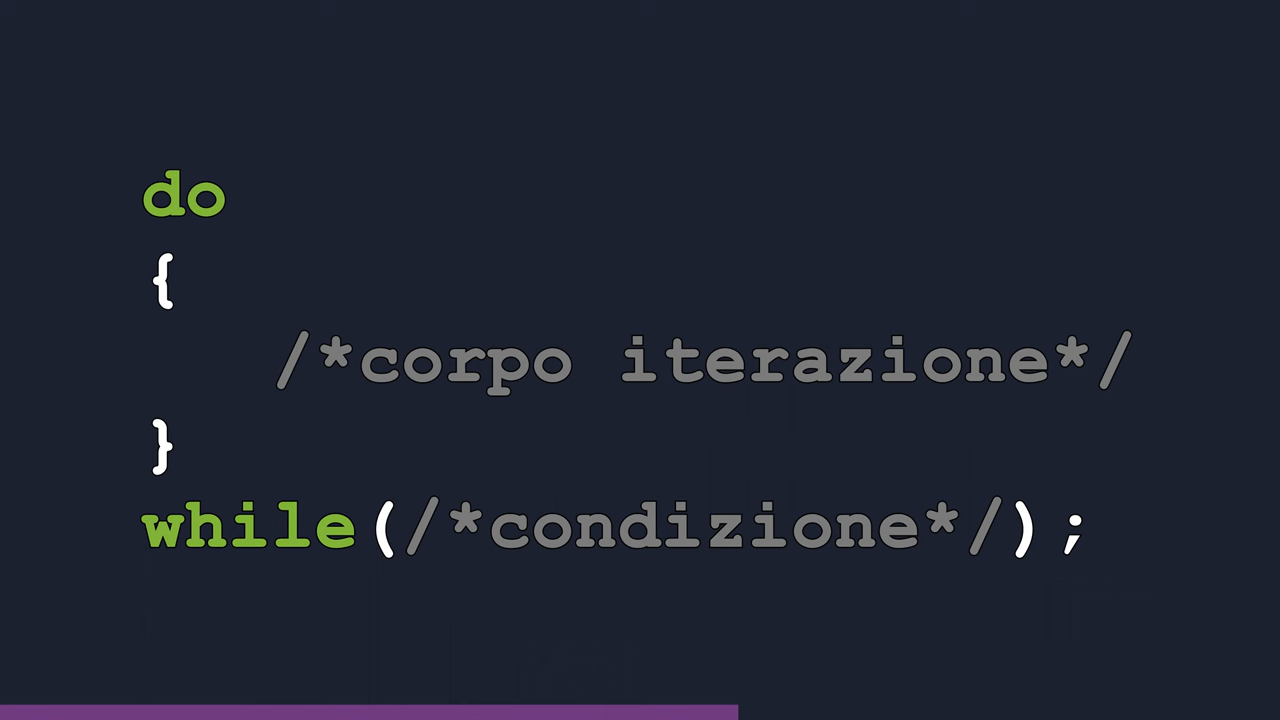 do
{
/*corpo iterazione*/
}
while(/*condizione*/);